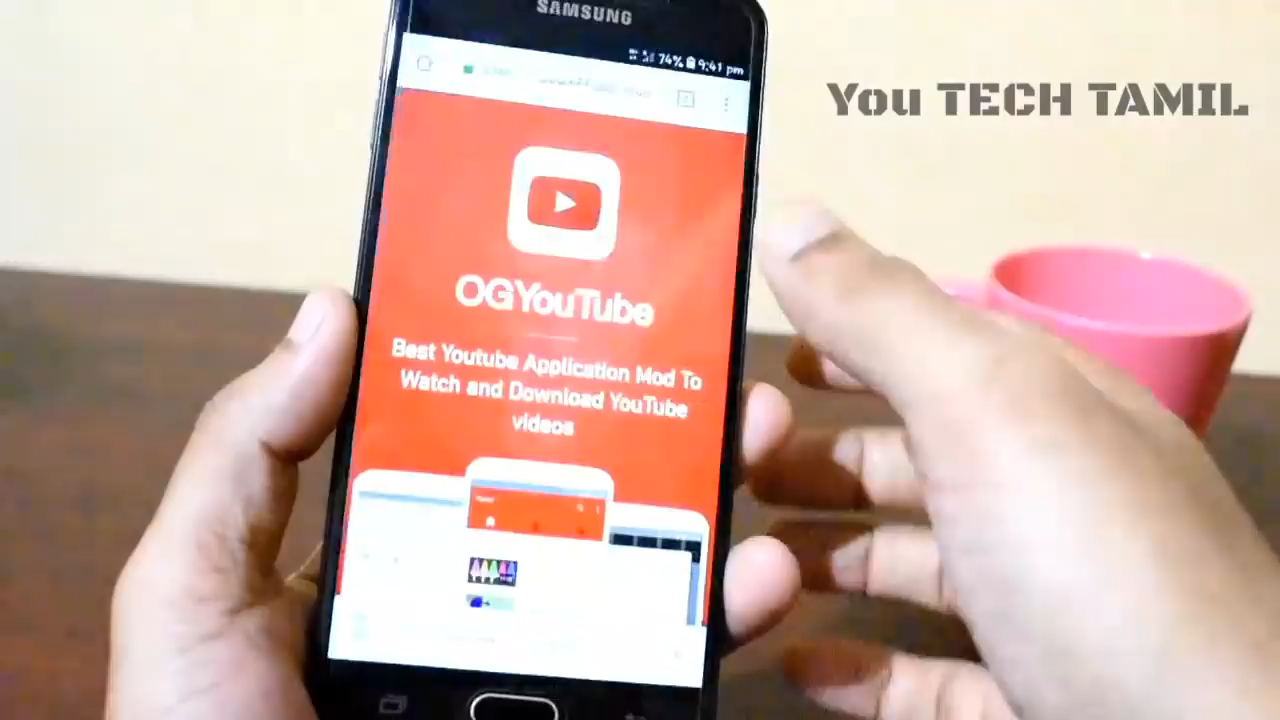 SAMSUNG
74% 9:41 pm
You TECH TAMIL
OGYouTube
Best Youtube Application Mod To
Watch and Download YouTube
videos